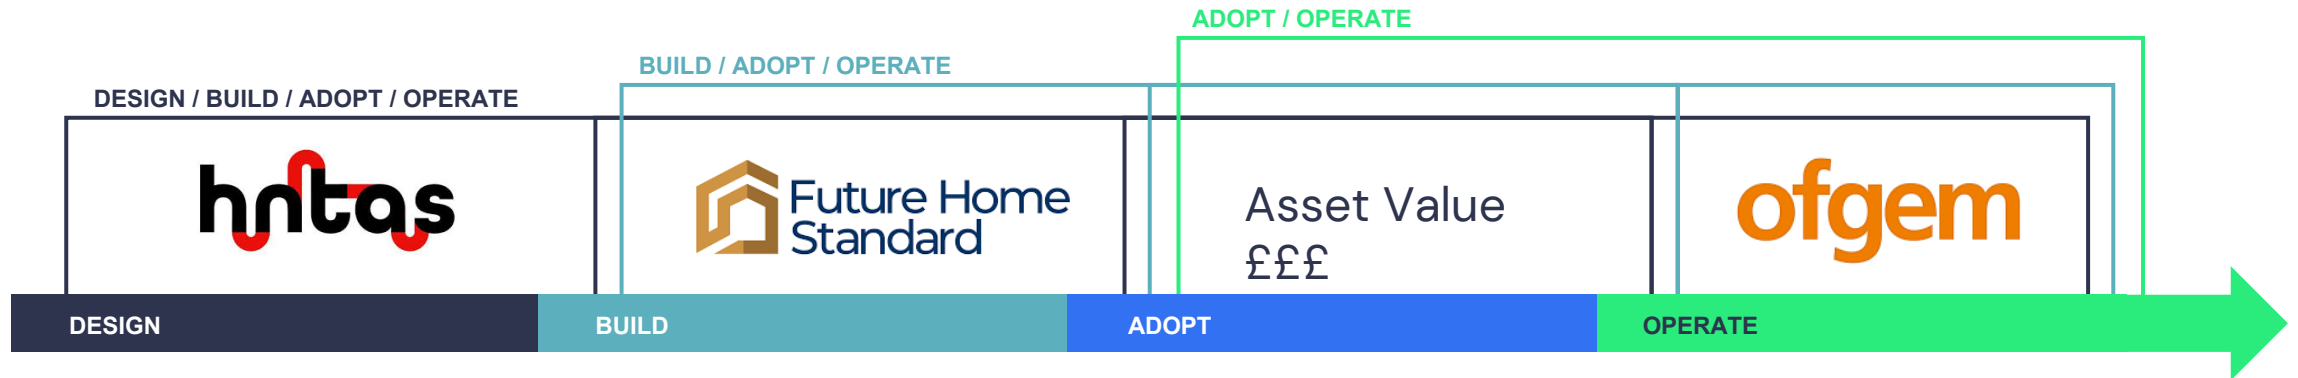 ADOPT / OPERATE
BUILD / ADOPT / OPERATE
DESIGN / BUILD / ADOPT / OPERATE
hntas
Future Home
Standard
Asset Value
£££
ofgem
DESIGN
BUILD
ADOPT
OPERATE